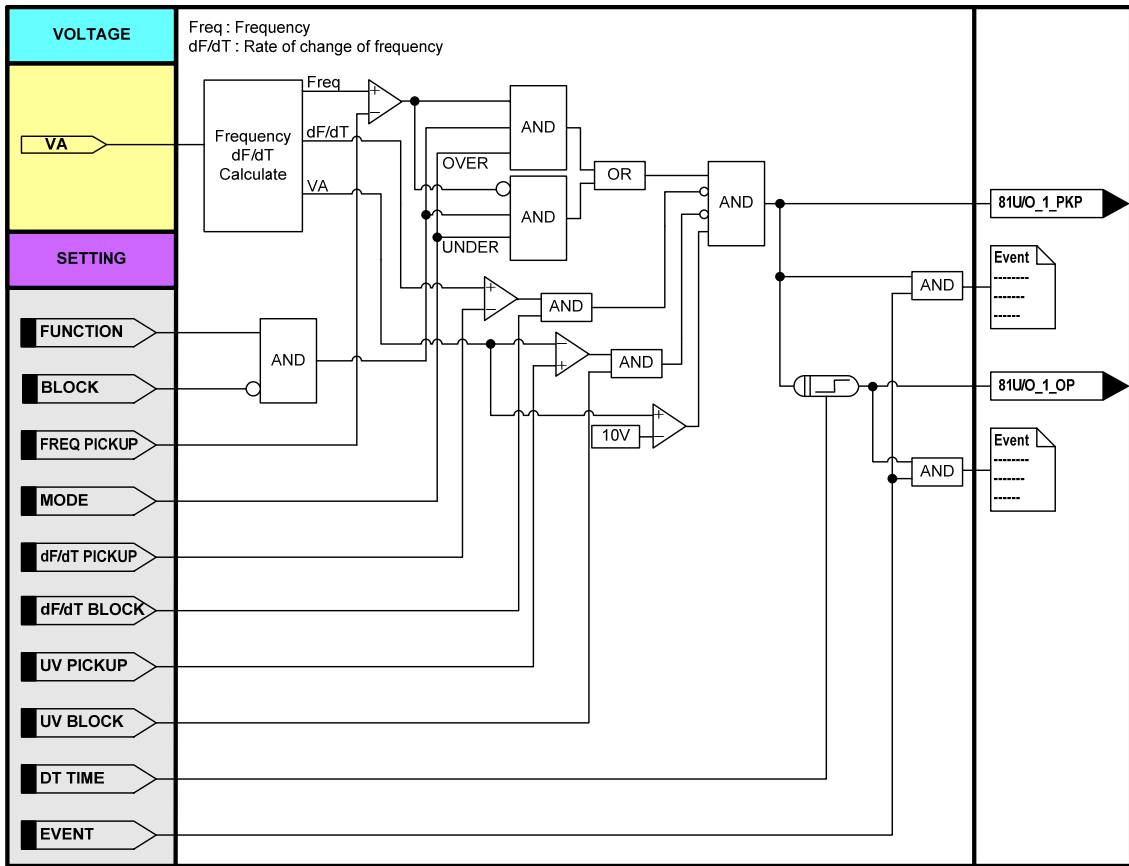 VOLTAGE
Freq : Frequency
dF/dT : Rate of change of frequency
VA
Frequency
dF/dT
Calculate
Freq
dF/dT
VA
+
−
AND
OVER
AND
UNDER
OR
AND
81U/O_1_PKP
SETTING
FUNCTION
BLOCK
FREQ PICKUP
MODE
dF/dT PICKUP
dF/dT BLOCK
UV PICKUP
UV BLOCK
DT TIME
EVENT
AND
+
−
AND
−
+
AND
10V
+
−
AND
Event
--------
-------
------
81U/O_1_OP
AND
Event
--------
-------
------